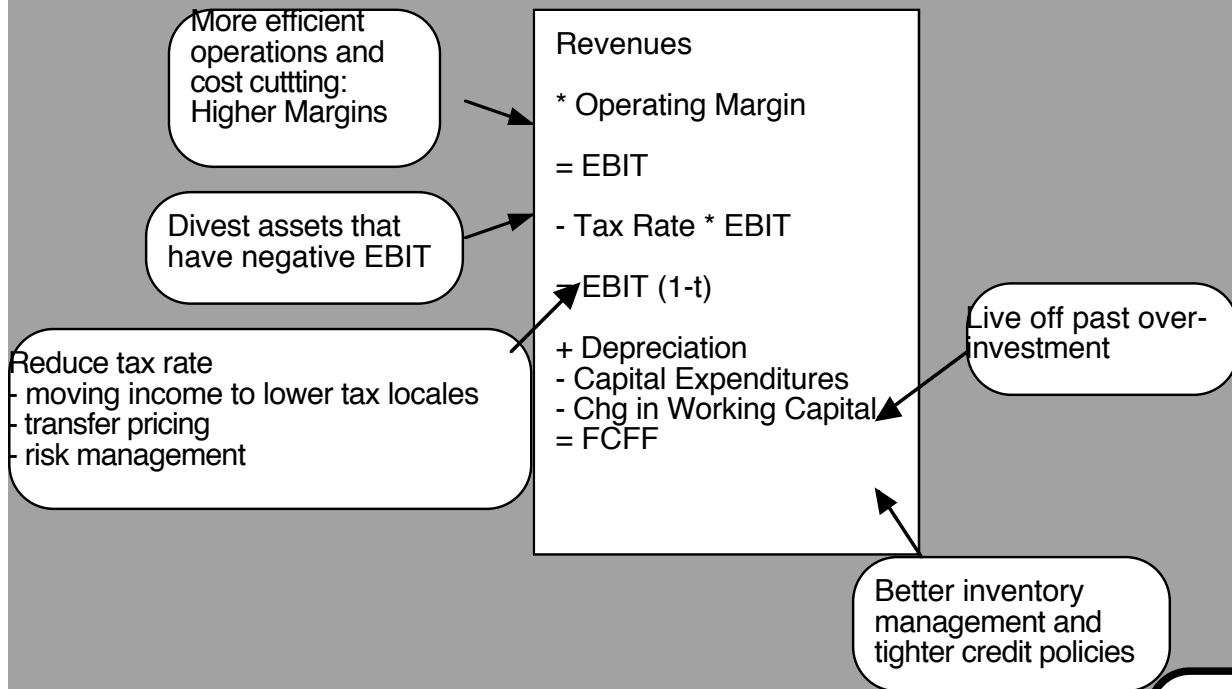 More efficient
operations and
cost cuttting:
Higher Margins
Divest assets that
have negative EBIT
Reduce tax rate
- moving income to lower tax locales
- transfer pricing
- risk management
Revenues
* Operating Margin
= EBIT
- Tax Rate * EBIT
= EBIT (1-t)
+ Depreciation
- Capital Expenditures
- Chg in Working Capital
= FCFF
Live off past over-
investment
Better inventory
management and
tighter credit policies